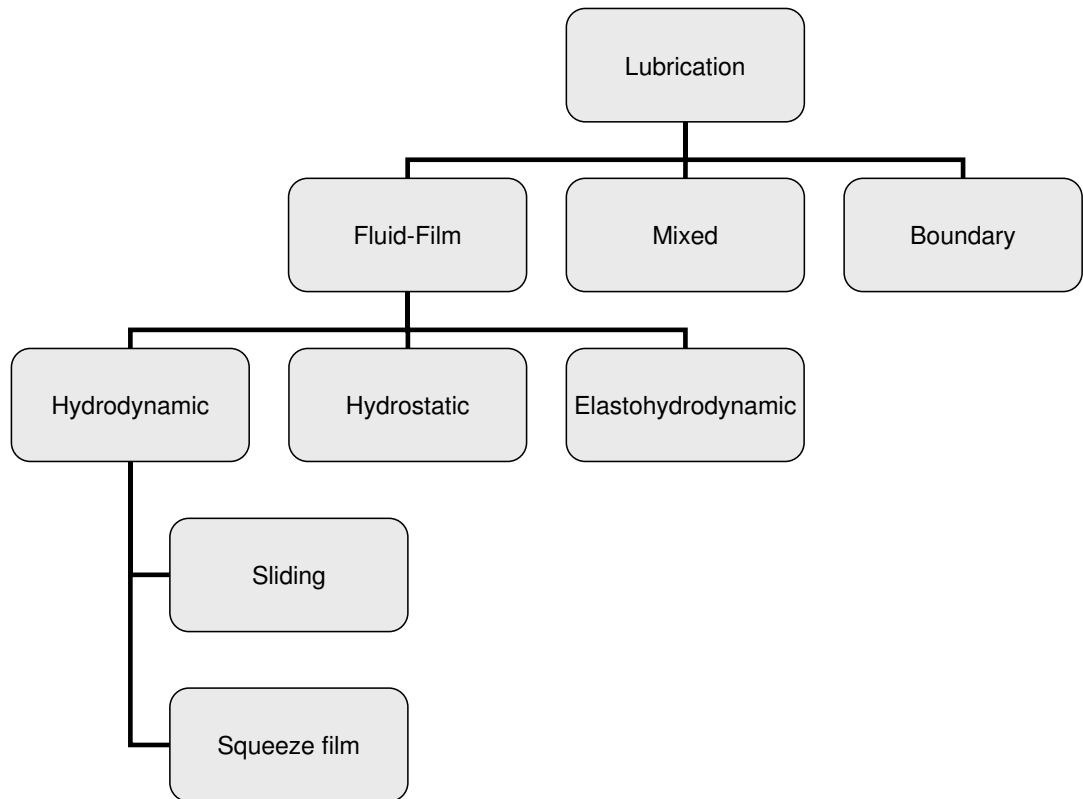 Lubrication
Fluid-Film
Mixed
Boundary
Hydrodynamic
Hydrostatic
Elastohydrodynamic
Sliding
Squeeze film